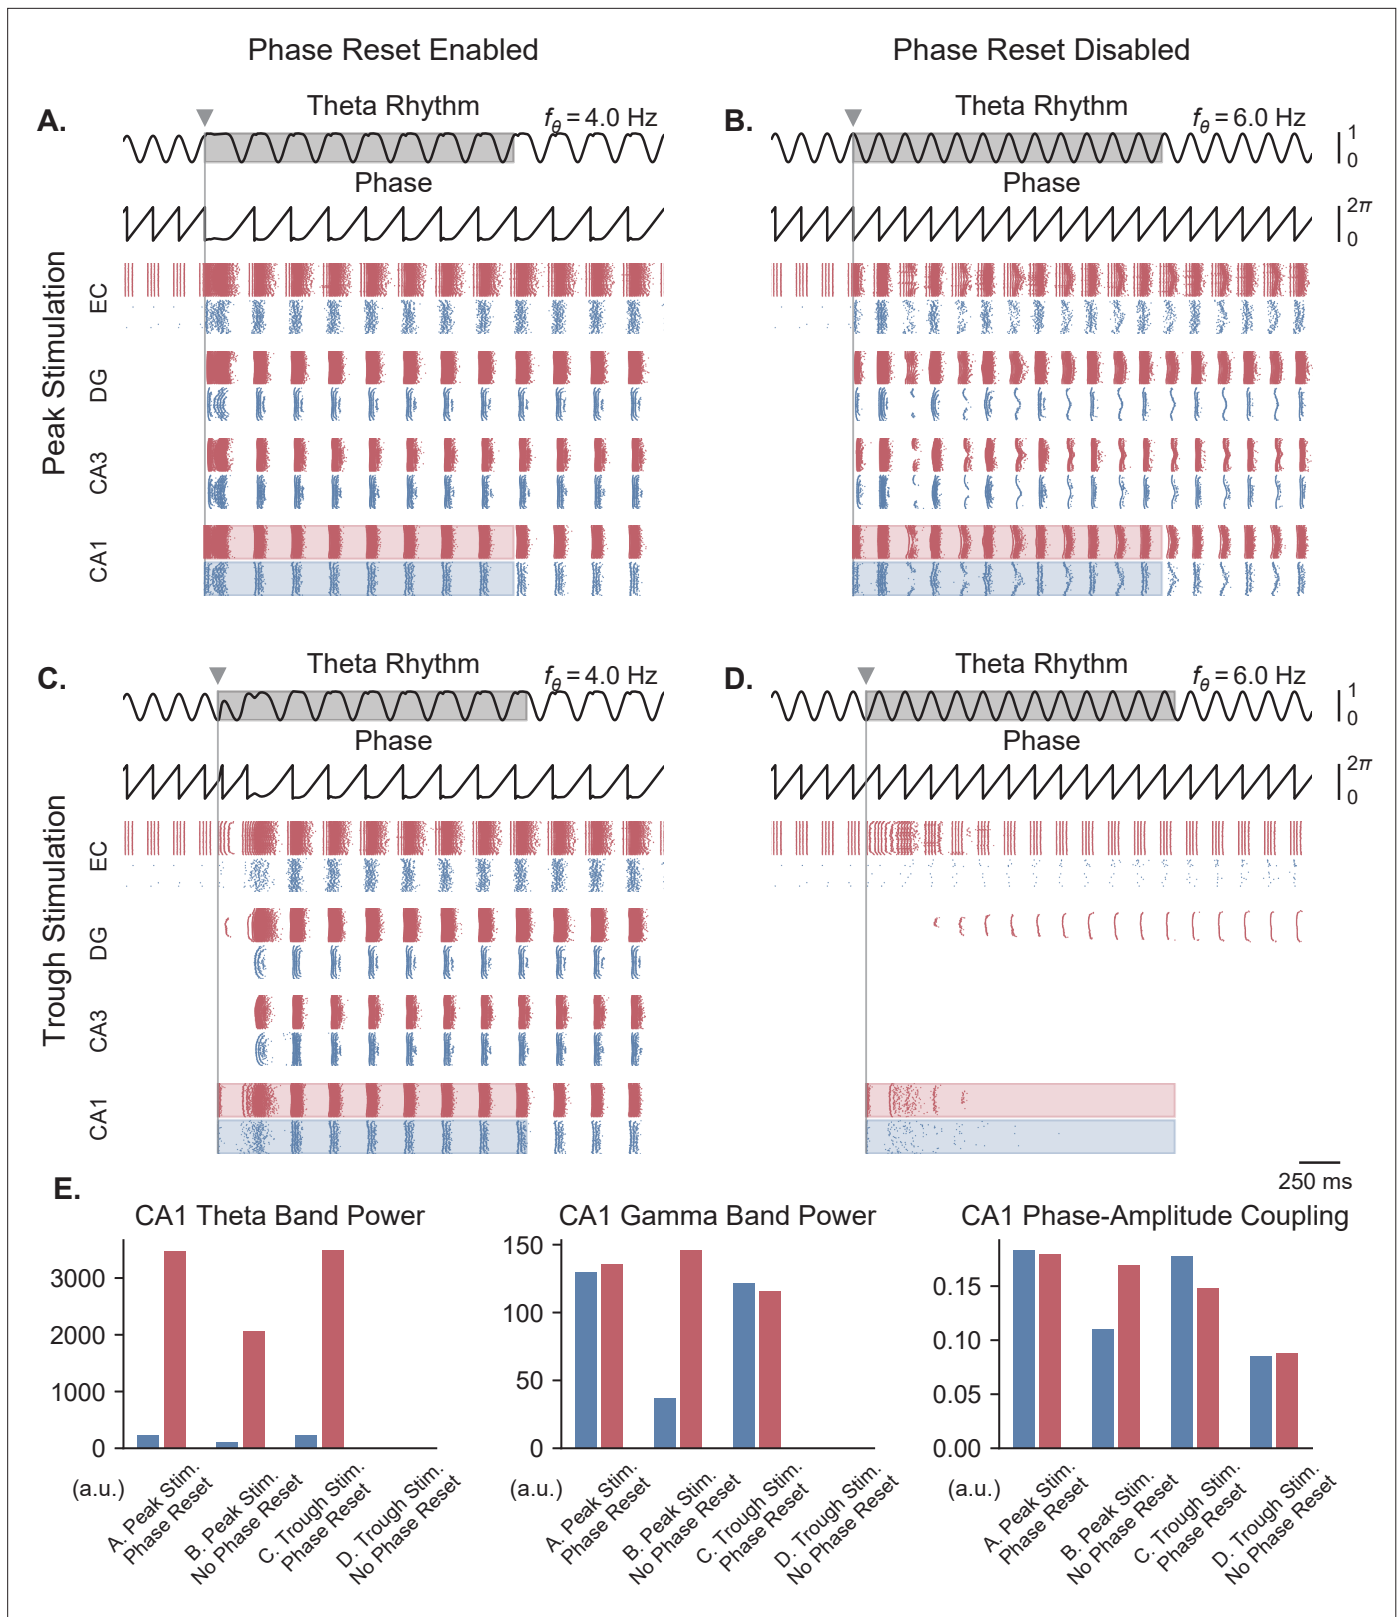 Phase Reset Enabled
Phase Reset Disabled
A.
Theta Rhythm
fθ = 4.0 Hz
Phase
B.
Theta Rhythm
fθ = 6.0 Hz
1
0
Phase
2π
0
Peak Stimulation
EC
DG
CA3
CA1
C.
Theta Rhythm
fθ = 4.0 Hz
Phase
D.
Theta Rhythm
fθ = 6.0 Hz
1
0
Phase
2π
0
Trough Stimulation
EC
DG
CA3
CA1
250 ms
E.
CA1 Theta Band Power
3000
2000
1000
0
(a.u.)
A. Peak Stim.
Phase Reset
B. Peak Stim.
No Phase Reset
C. Trough Stim.
Phase Reset
D. Trough Stim.
No Phase Reset
CA1 Gamma Band Power
150
100
50
0
(a.u.)
A. Peak Stim.
Phase Reset
B. Peak Stim.
No Phase Reset
C. Trough Stim.
Phase Reset
D. Trough Stim.
No Phase Reset
CA1 Phase-Amplitude Coupling
0.15
0.10
0.05
0.00
(a.u.)
A. Peak Stim.
Phase Reset
B. Peak Stim.
No Phase Reset
C. Trough Stim.
Phase Reset
D. Trough Stim.
No Phase Reset